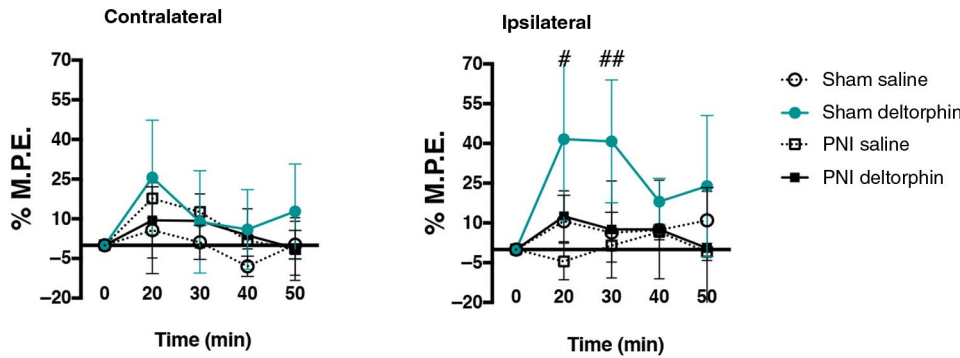 Contralateral
% M.P.E.
70
55
40
25
10
–5
–20
0 20 30 40 50
Time (min)
Ipsilateral
# ##
% M.P.E.
70
55
40
25
10
–5
–20
0 20 30 40 50
Time (min)
Sham saline
Sham deltorphin
PNI saline
PNI deltorphin